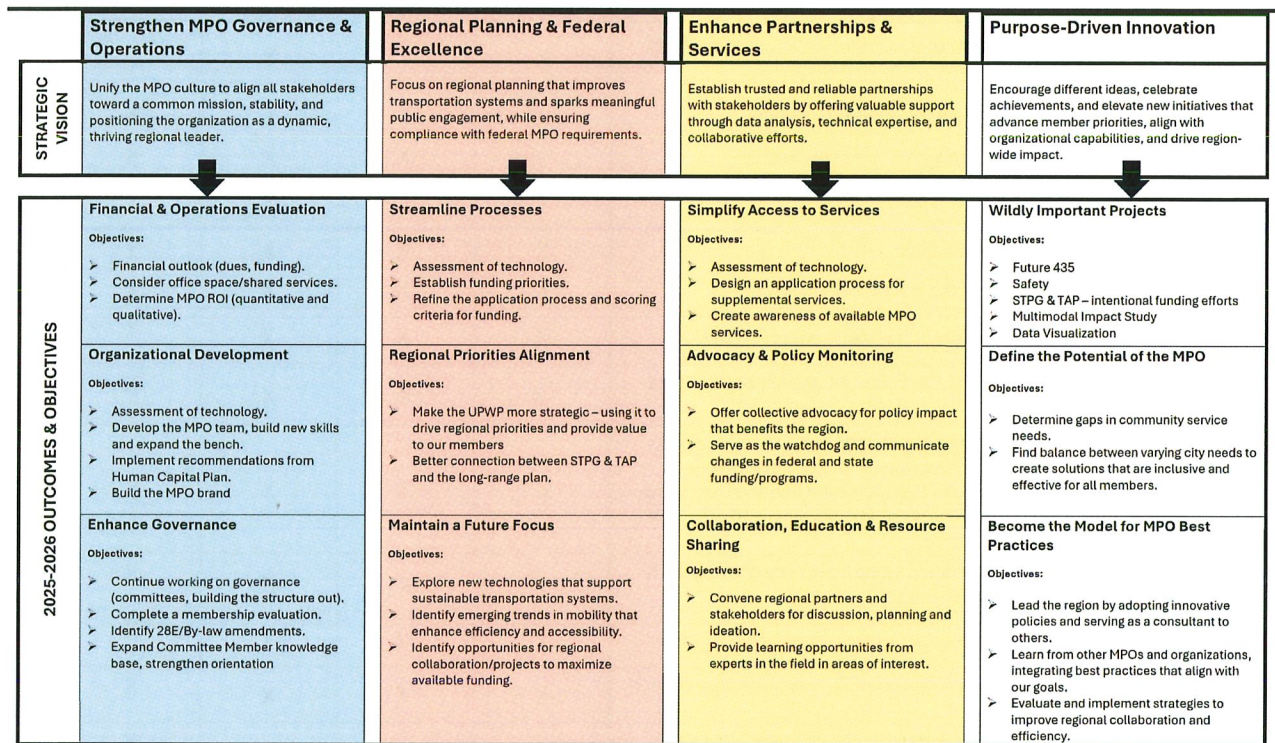 Strengthen MPO Governance &
Operations
Regional Planning & Federal
Excellence
Enhance Partnerships &
Services
Purpose-Driven Innovation
STRATEGIC
VISION
Unify the MPO culture to align all stakeholders
toward a common mission, stability, and
positioning the organization as a dynamic,
thriving regional leader.
Focus on regional planning that improves
transportation systems and sparks meaningful
public engagement, while ensuring
compliance with federal MPO requirements.
Establish trusted and reliable partnerships
with stakeholders by offering valuable support
through data analysis, technical expertise, and
collaborative efforts.
Encourage different ideas, celebrate
achievements, and elevate new initiatives that
advance member priorities, align with
organizational capabilities, and drive region-
wide impact.
2025-2026 OUTCOMES & OBJECTIVES
Financial & Operations Evaluation
Objectives:
➢ Financial outlook (dues, funding).
➢ Consider office space/shared services.
➢ Determine MPO ROI (quantitative and
qualitative).
Streamline Processes
Objectives:
➢ Assessment of technology.
➢ Establish funding priorities.
➢ Refine the application process and scoring
criteria for funding.
Simplify Access to Services
Objectives:
➢ Assessment of technology.
➢ Design an application process for
supplemental services.
➢ Create awareness of available MPO
services.
Wildly Important Projects
Objectives:
➢ Future 435
➢ Safety
➢ STPG & TAP – intentional funding efforts
➢ Multimodal Impact Study
➢ Data Visualization
Organizational Development
Objectives:
➢ Assessment of technology.
➢ Develop the MPO team, build new skills
and expand the bench.
➢ Implement recommendations from
Human Capital Plan.
➢ Build the MPO brand
Regional Priorities Alignment
Objectives:
➢ Make the UPWP more strategic – using it to
drive regional priorities and provide value
to our members
➢ Better connection between STPG & TAP
and the long-range plan.
Advocacy & Policy Monitoring
Objectives:
➢ Offer collective advocacy for policy impact
that benefits the region.
➢ Serve as the watchdog and communicate
changes in federal and state
funding/programs.
Define the Potential of the MPO
Objectives:
➢ Determine gaps in community service
needs.
➢ Find balance between varying city needs to
create solutions that are inclusive and
effective for all members.
Enhance Governance
Objectives:
➢ Continue working on governance
(committees, building the structure out).
➢ Complete a membership evaluation.
➢ Identify 28E/By-law amendments.
➢ Expand Committee Member knowledge
base, strengthen orientation
Maintain a Future Focus
Objectives:
➢ Explore new technologies that support
sustainable transportation systems.
➢ Identify emerging trends in mobility that
enhance efficiency and accessibility.
➢ Identify opportunities for regional
collaboration/projects to maximize
available funding.
Collaboration, Education & Resource
Sharing
Objectives:
➢ Convene regional partners and
stakeholders for discussion, planning and
ideation.
➢ Provide learning opportunities from
experts in the field in areas of interest.
Become the Model for MPO Best
Practices
Objectives:
➢ Lead the region by adopting innovative
policies and serving as a consultant to
others.
➢ Learn from other MPOs and organizations,
integrating best practices that align with
our goals.
➢ Evaluate and implement strategies to
improve regional collaboration and
efficiency.